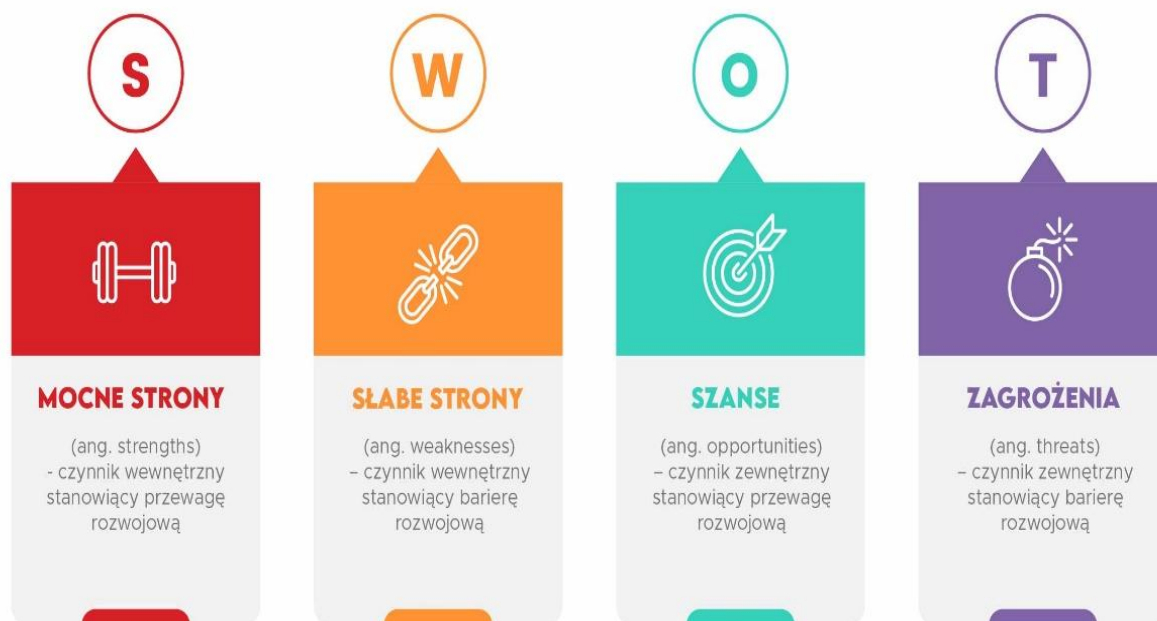 S
MOCNE STRONY
(ang. strengths)
- czynnik wewnętrzny
stanowiący przewagę
rozwojową
W
SŁABE STRONY
(ang. weaknesses)
– czynnik wewnętrzny
stanowiący barierę
rozwojową
O
SZANSE
(ang. opportunities)
– czynnik zewnętrzny
stanowiący przewagę
rozwojową
T
ZAGROŻENIA
(ang. threats)
– czynnik zewnętrzny
stanowiący barierę
rozwojową